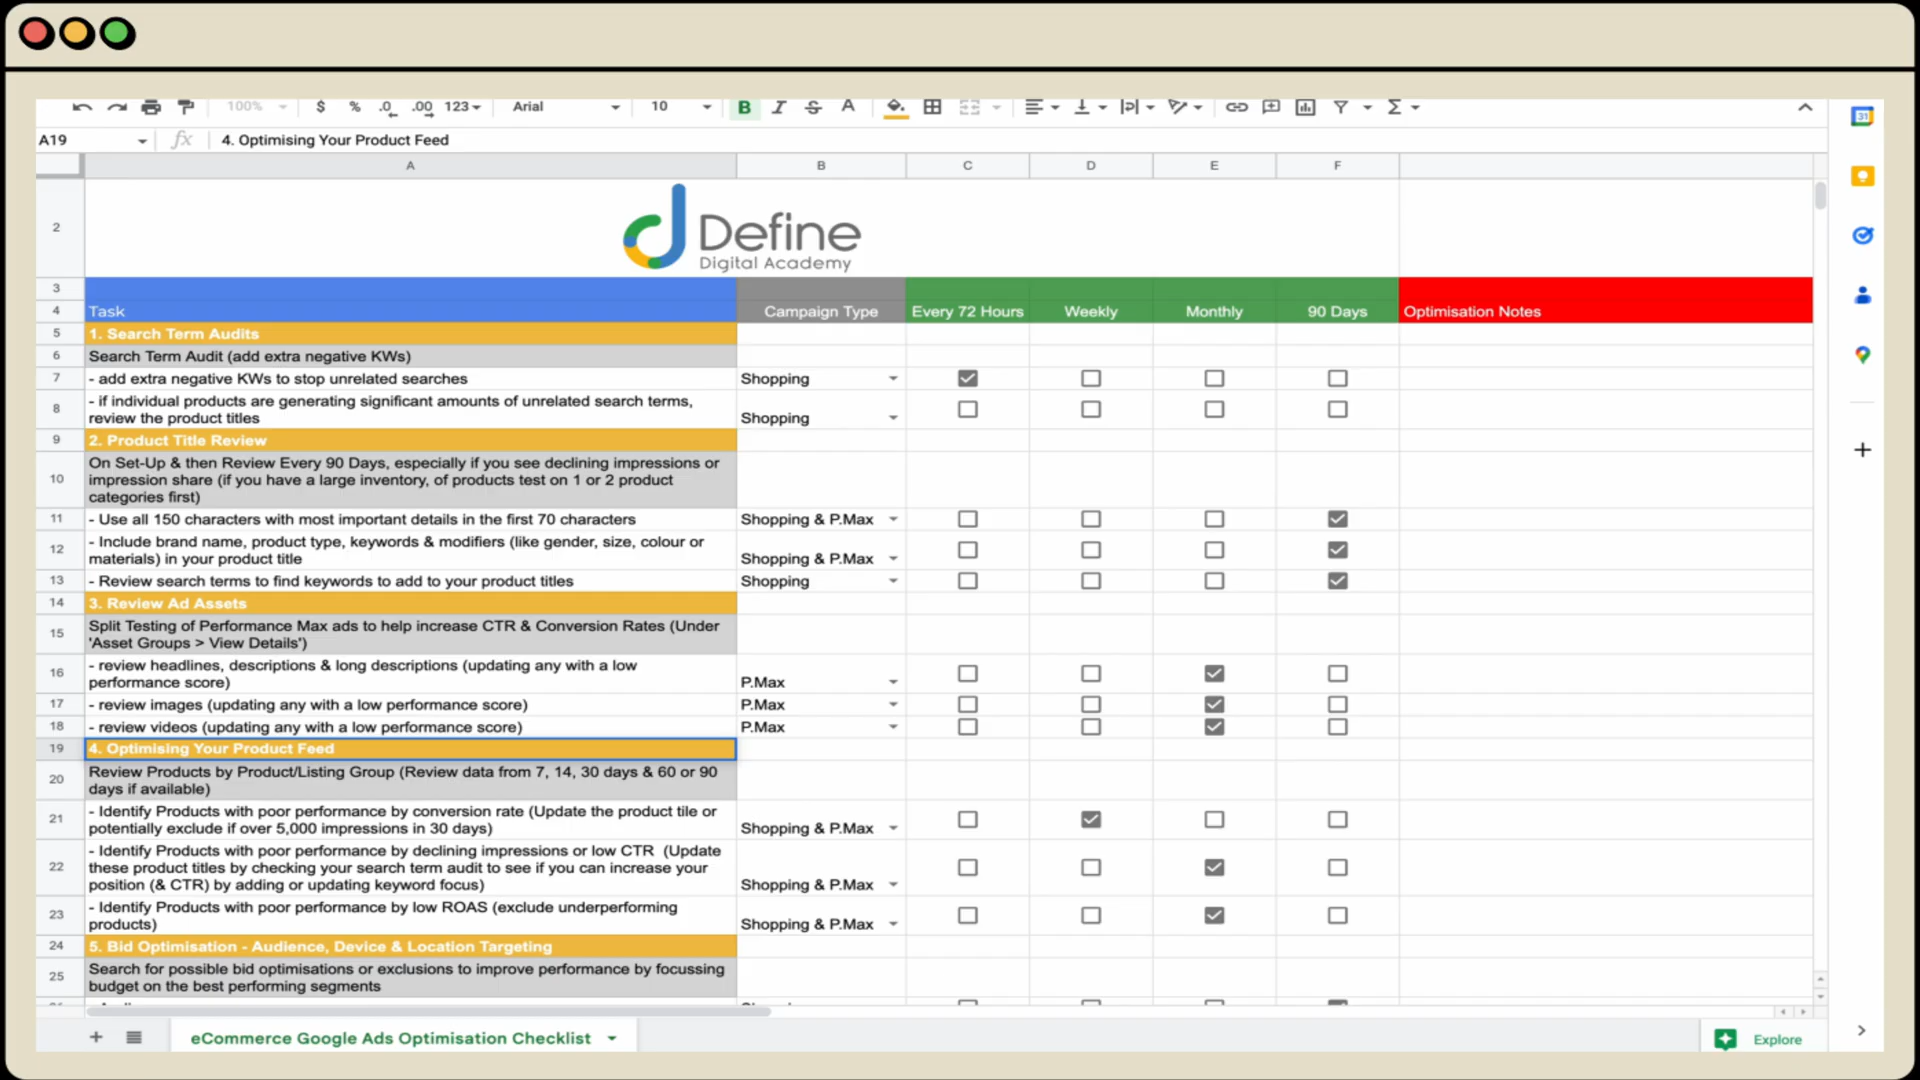 100%
$ % .0 .00 123 Arial 10 B I S A
31
A19 fx 4. Optimising Your Product Feed
A B C D E F
2
Define
Digital Academy
3
4 Task Campaign Type Every 72 Hours Weekly Monthly 90 Days Optimisation Notes
5 1. Search Term Audits
6 Search Term Audit (add extra negative KWs)
7 - add extra negative KWs to stop unrelated searches Shopping
8 - if individual products are generating significant amounts of unrelated search terms,
review the product titles Shopping
9 2. Product Title Review
On Set-Up & then Review Every 90 Days, especially if you see declining impressions or
10 impression share (if you have a large inventory, of products test on 1 or 2 product
categories first)
11 - Use all 150 characters with most important details in the first 70 characters Shopping & P.Max
12 - Include brand name, product type, keywords & modifiers (like gender, size, colour or
materials) in your product title Shopping & P.Max
13 - Review search terms to find keywords to add to your product titles Shopping
14 3. Review Ad Assets
15 Split Testing of Performance Max ads to help increase CTR & Conversion Rates (Under
'Asset Groups > View Details')
16 - review headlines, descriptions & long descriptions (updating any with a low
performance score) P.Max
17 - review images (updating any with a low performance score) P.Max
18 - review videos (updating any with a low performance score) P.Max
19 4. Optimising Your Product Feed
20 Review Products by Product/Listing Group (Review data from 7, 14, 30 days & 60 or 90
days if available)
21 - Identify Products with poor performance by conversion rate (Update the product tile or
potentially exclude if over 5,000 impressions in 30 days) Shopping & P.Max
- Identify Products with poor performance by declining impressions or low CTR (Update
22 these product titles by checking your search term audit to see if you can increase your
position (& CTR) by adding or updating keyword focus) Shopping & P.Max
23 - Identify Products with poor performance by low ROAS (exclude underperforming
products) Shopping & P.Max
24 5. Bid Optimisation - Audience, Device & Location Targeting
25 Search for possible bid optimisations or exclusions to improve performance by focussing
budget on the best performing segments
eCommerce Google Ads Optimisation Checklist
Explore